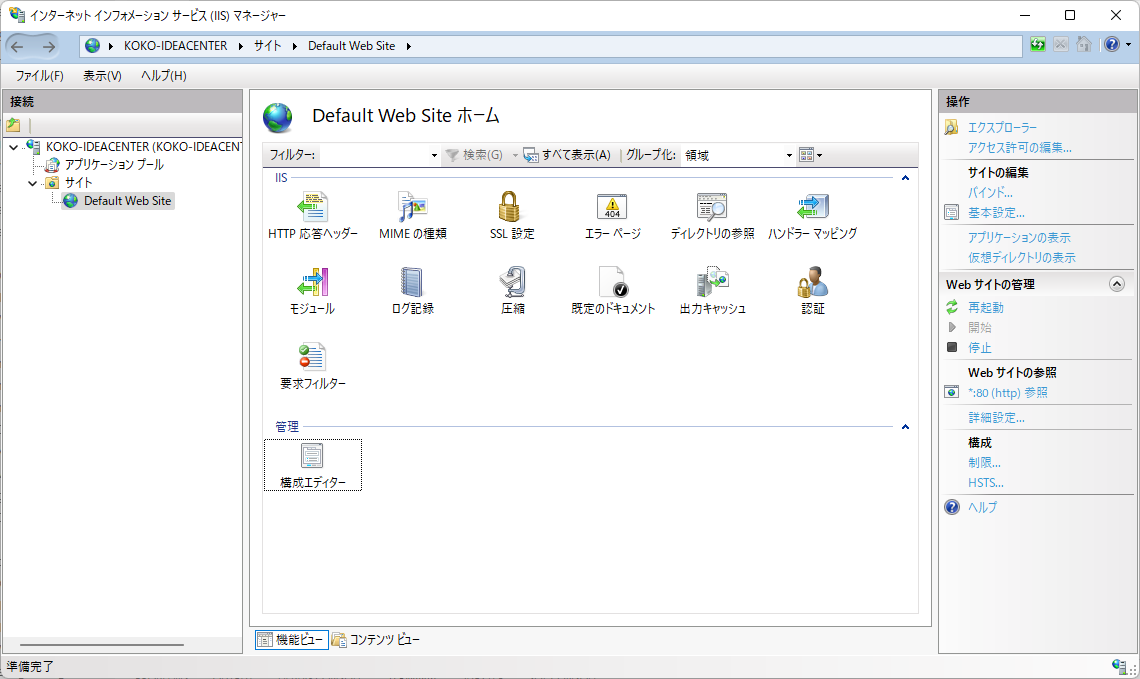 インターネット インフォメーション サービス (IIS) マネージャー
KOKO-IDEACENTER
サイト
Default Web Site
ファイル(F)
表示(V)
ヘルプ(H)
接続
KOKO-IDEACENTER (KOKO-IDEACENT
アプリケーション プール
サイト
Default Web Site
Default Web Site ホーム
フィルター:
検索(G)
すべて表示(A)
グループ化:
領域
IIS
HTTP 応答ヘッダー
MIME の種類
SSL 設定
404
エラー ページ
ディレクトリの参照
ハンドラー マッピング
モジュール
ログ記録
圧縮
既定のドキュメント
出力キャッシュ
認証
要求フィルター
管理
構成エディター
機能ビュー
コンテンツ ビュー
操作
エクスプローラー
アクセス許可の編集...
サイトの編集
バインド...
基本設定...
アプリケーションの表示
仮想ディレクトリの表示
Web サイトの管理
再起動
開始
停止
Web サイトの参照
*:80 (http) 参照
詳細設定...
構成
制限...
HSTS...
ヘルプ
準備完了